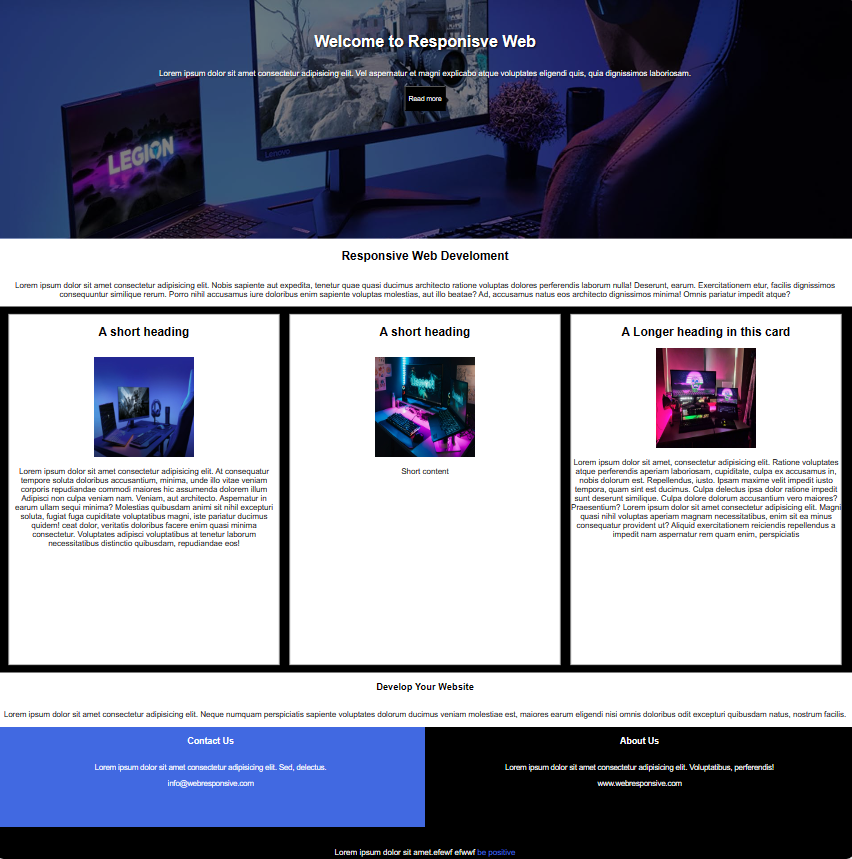 Welcome to Responisve Web
Lorem ipsum dolor sit amet consectetur adipisicing elit. Vel aspernatur et magni explicabo atque voluptates eligendi quis, quia dignissimos laboriosam.
Read more
LEGION
Lenovo
Responsive Web Develoment
Lorem ipsum dolor sit amet consectetur adipisicing elit. Nobis sapiente aut expedita, tenetur quae quasi ducimus architecto ratione voluptas dolores perferendis laborum nulla! Deserunt, earum. Exercitationem etur, facilis dignissimos
consequuntur similique rerum. Porro nihil accusamus iure doloribus enim sapiente voluptas molestias, aut illo beatae? Ad, accusamus natus eos architecto dignissimos minima! Omnis pariatur impedit atque?
A short heading
Lorem ipsum dolor sit amet consectetur adipisicing elit. At consequatur
tempore soluta doloribus accusantium, minima, unde illo vitae veniam
corporis repudiandae commodi maiores hic assumenda dolorem illum
Adipisci non culpa veniam nam. Veniam, aut architecto. Aspernatur in
earum ullam sequi minima? Molestias quibusdam animi sit nihil excepturi
soluta, fugiat fuga cupiditate voluptatibus magni, iste pariatur ducimus
quidem! ceat dolor, veritatis doloribus facere enim quasi minima
consectetur. Voluptates adipisci voluptatibus at tenetur laborum
necessitatibus distinctio quibusdam, repudiandae eos!
A short heading
Short content
A Longer heading in this card
Lorem ipsum dolor sit amet, consectetur adipisicing elit. Ratione voluptates
atque perferendis aperiam laboriosam, cupiditate, culpa ex accusamus in,
nobis dolorum est. Repellendus, iusto. Ipsam maxime velit impedit iusto
tempora, quam sint est ducimus. Culpa delectus ipsa dolor ratione impedit
sunt deserunt similique. Culpa dolore dolorum accusantium vero maiores?
Praesentium? Lorem ipsum dolor sit amet consectetur adipisicing elit. Magni
quasi nihil voluptas aperiam magnam necessitatibus, enim sit ea minus
consequatur provident ut? Aliquid exercitationem reiciendis repellendus a
impedit nam aspernatur rem quam enim, perspiciatis
Develop Your Website
Lorem ipsum dolor sit amet consectetur adipisicing elit. Neque numquam perspiciatis sapiente voluptates dolorum ducimus veniam molestiae est, maiores earum eligendi nisi omnis doloribus odit excepturi quibusdam natus, nostrum facilis.
Contact Us
Lorem ipsum dolor sit amet consectetur adipisicing elit. Sed, delectus.
info@webresponsive.com
About Us
Lorem ipsum dolor sit amet consectetur adipisicing elit. Voluptatibus, perferendis!
www.webresponsive.com
Lorem ipsum dolor sit amet.efewf efwwf be positive